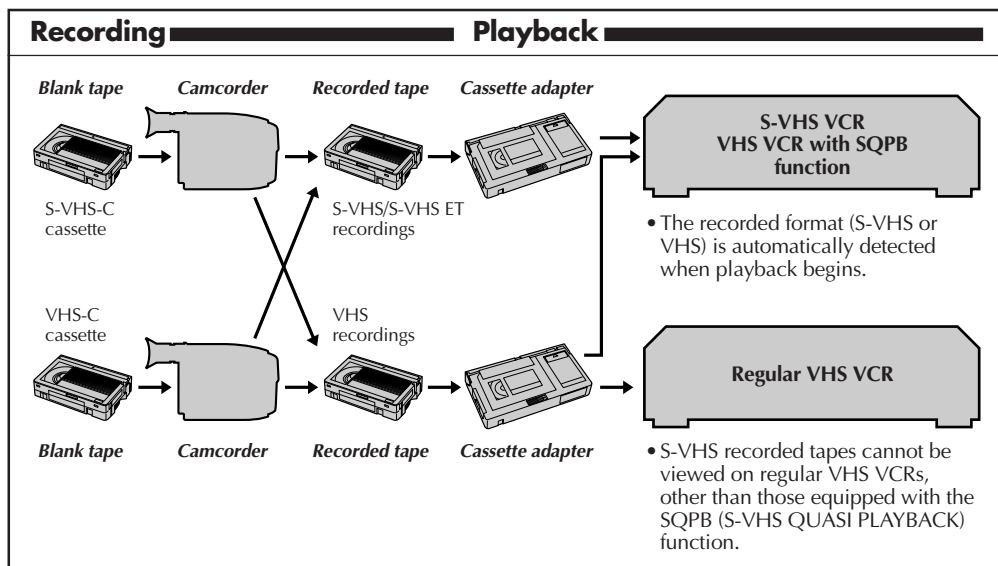 Recording Playback
Blank tape Camcorder Recorded tape Cassette adapter
S-VHS VCR
VHS VCR with SQPB
function
S-VHS-C
cassette
S-VHS/S-VHS ET
recordings
• The recorded format (S-VHS or
VHS) is automatically detected
when playback begins.
VHS-C
cassette
VHS
recordings
Regular VHS VCR
Blank tape Camcorder Recorded tape Cassette adapter
• S-VHS recorded tapes cannot be
viewed on regular VHS VCRs,
other than those equipped with the
SQPB (S-VHS QUASI PLAYBACK)
function.